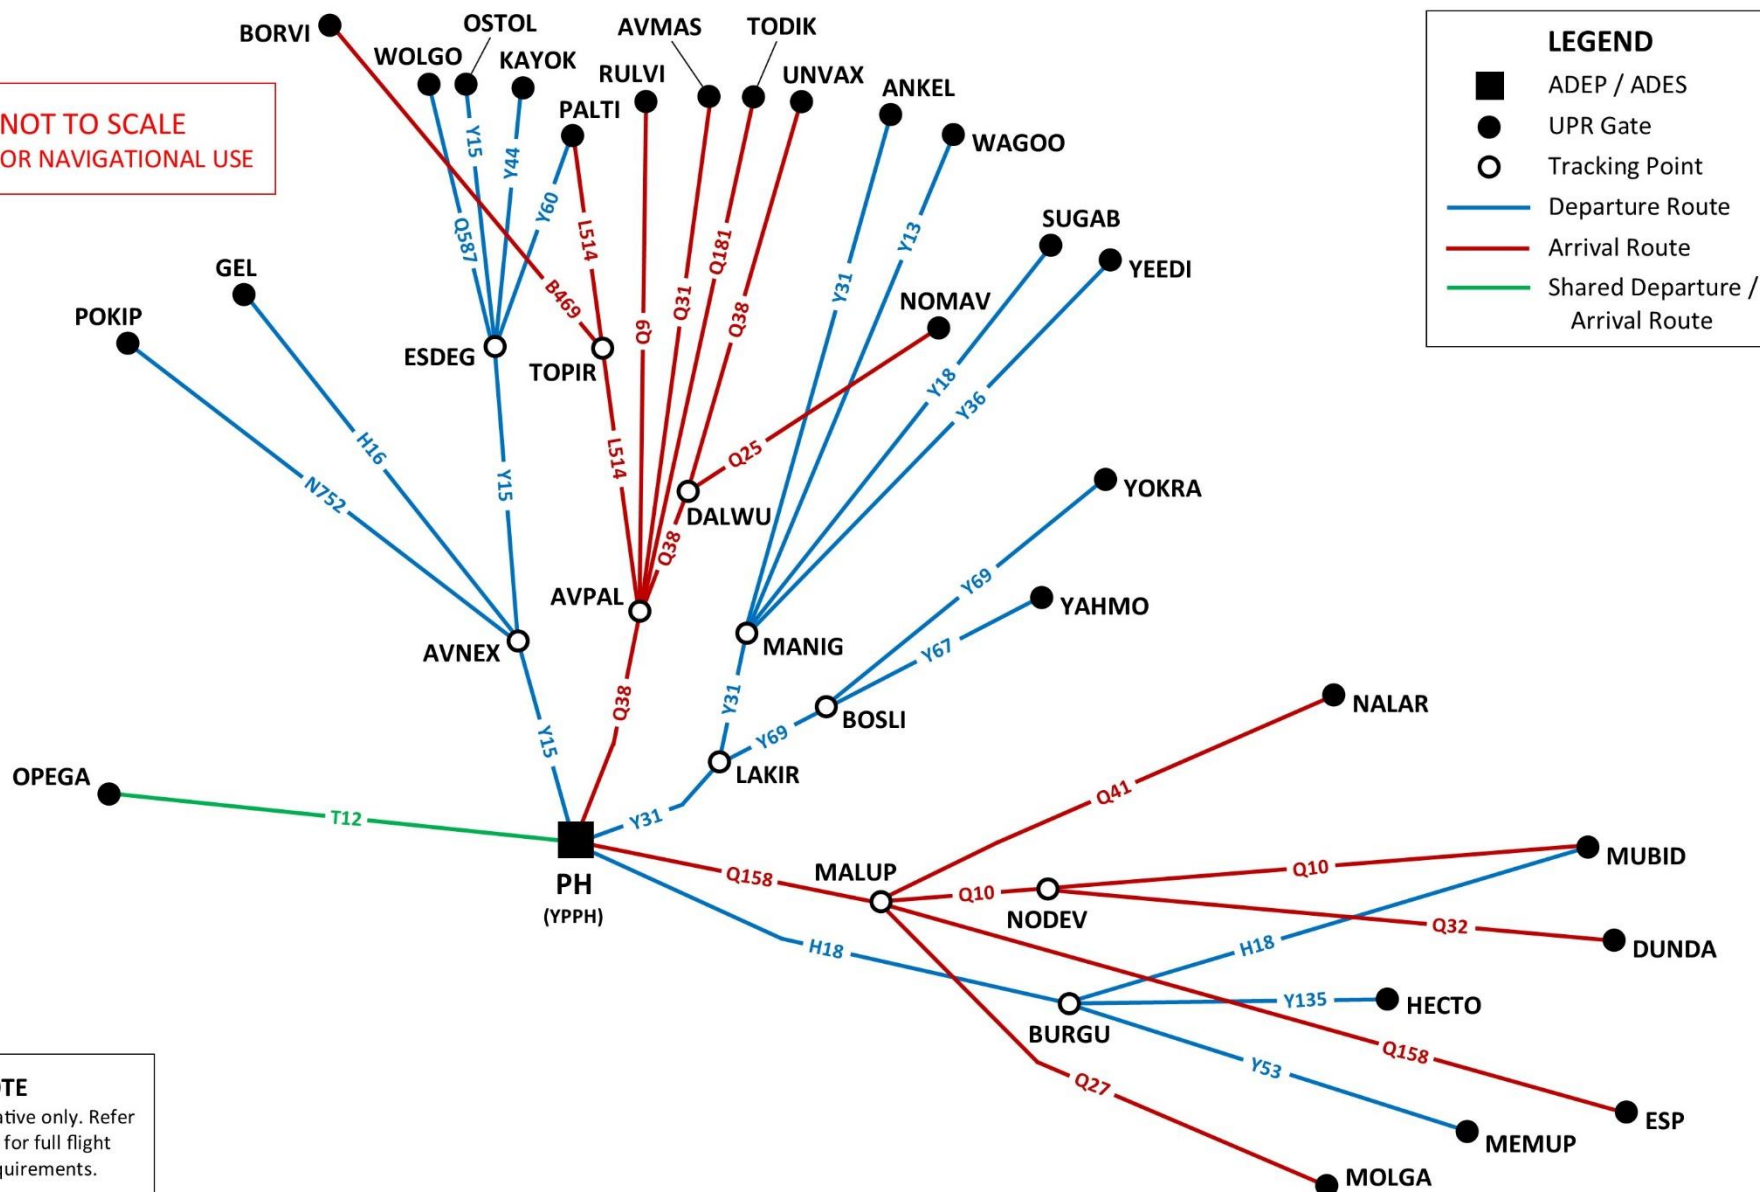 BORVI
OSTOL
WOLGO
KAYOK
AVMAS
TODIK
RULVI
UNVAX
PALTI
ANKEL
WAGOO
LEGEND
ADEP / ADES
UPR Gate
Tracking Point
Departure Route
Arrival Route
Shared Departure /
Arrival Route
NOT TO SCALE
OR NAVIGATIONAL USE
Y15
Y44
Q587
Y60
L514
Q181
Y13
SUGAB
YEEDI
GEL
POKIP
B469
Q9
Q31
Q38
Y31
NOMAV
ESDEG
TOPIR
Y18
Y36
H16
N752
Y15
L514
Q25
DALWU
Q38
YOKRA
AVPAL
Y69
YAHMO
AVNEX
MANIG
Y67
Q38
Y31
BOSLI
NALAR
Y15
Y69
LAKIR
OPEGA
T12
Y31
Q41
PH
(YPPH)
Q158
MALUP
Q10
NODEV
Q10
MUBID
Q32
DUNDA
H18
H18
Y135
HECTO
BURGU
Y53
Q158
Q27
ESP
MEMUP
MOLGA
OTE
ative only. Refer
for full flight
quirements.